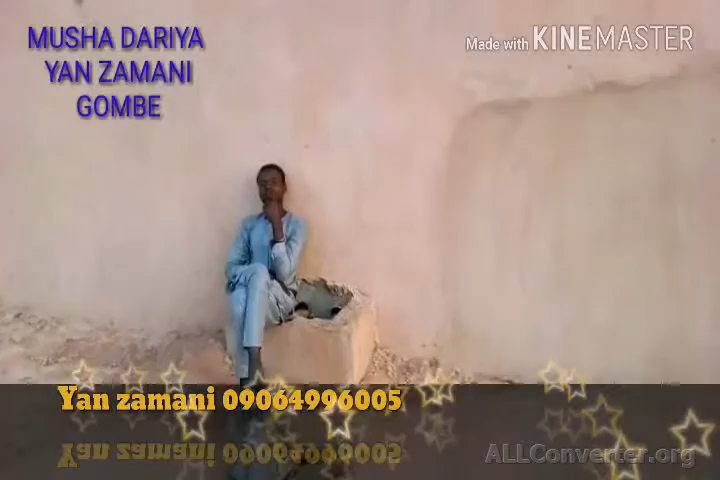 MUSHA DARIYA
YAN ZAMANI
GOMBE
Made with KINEMASTER
Yan zamani 09064996005
ALLConverter.org